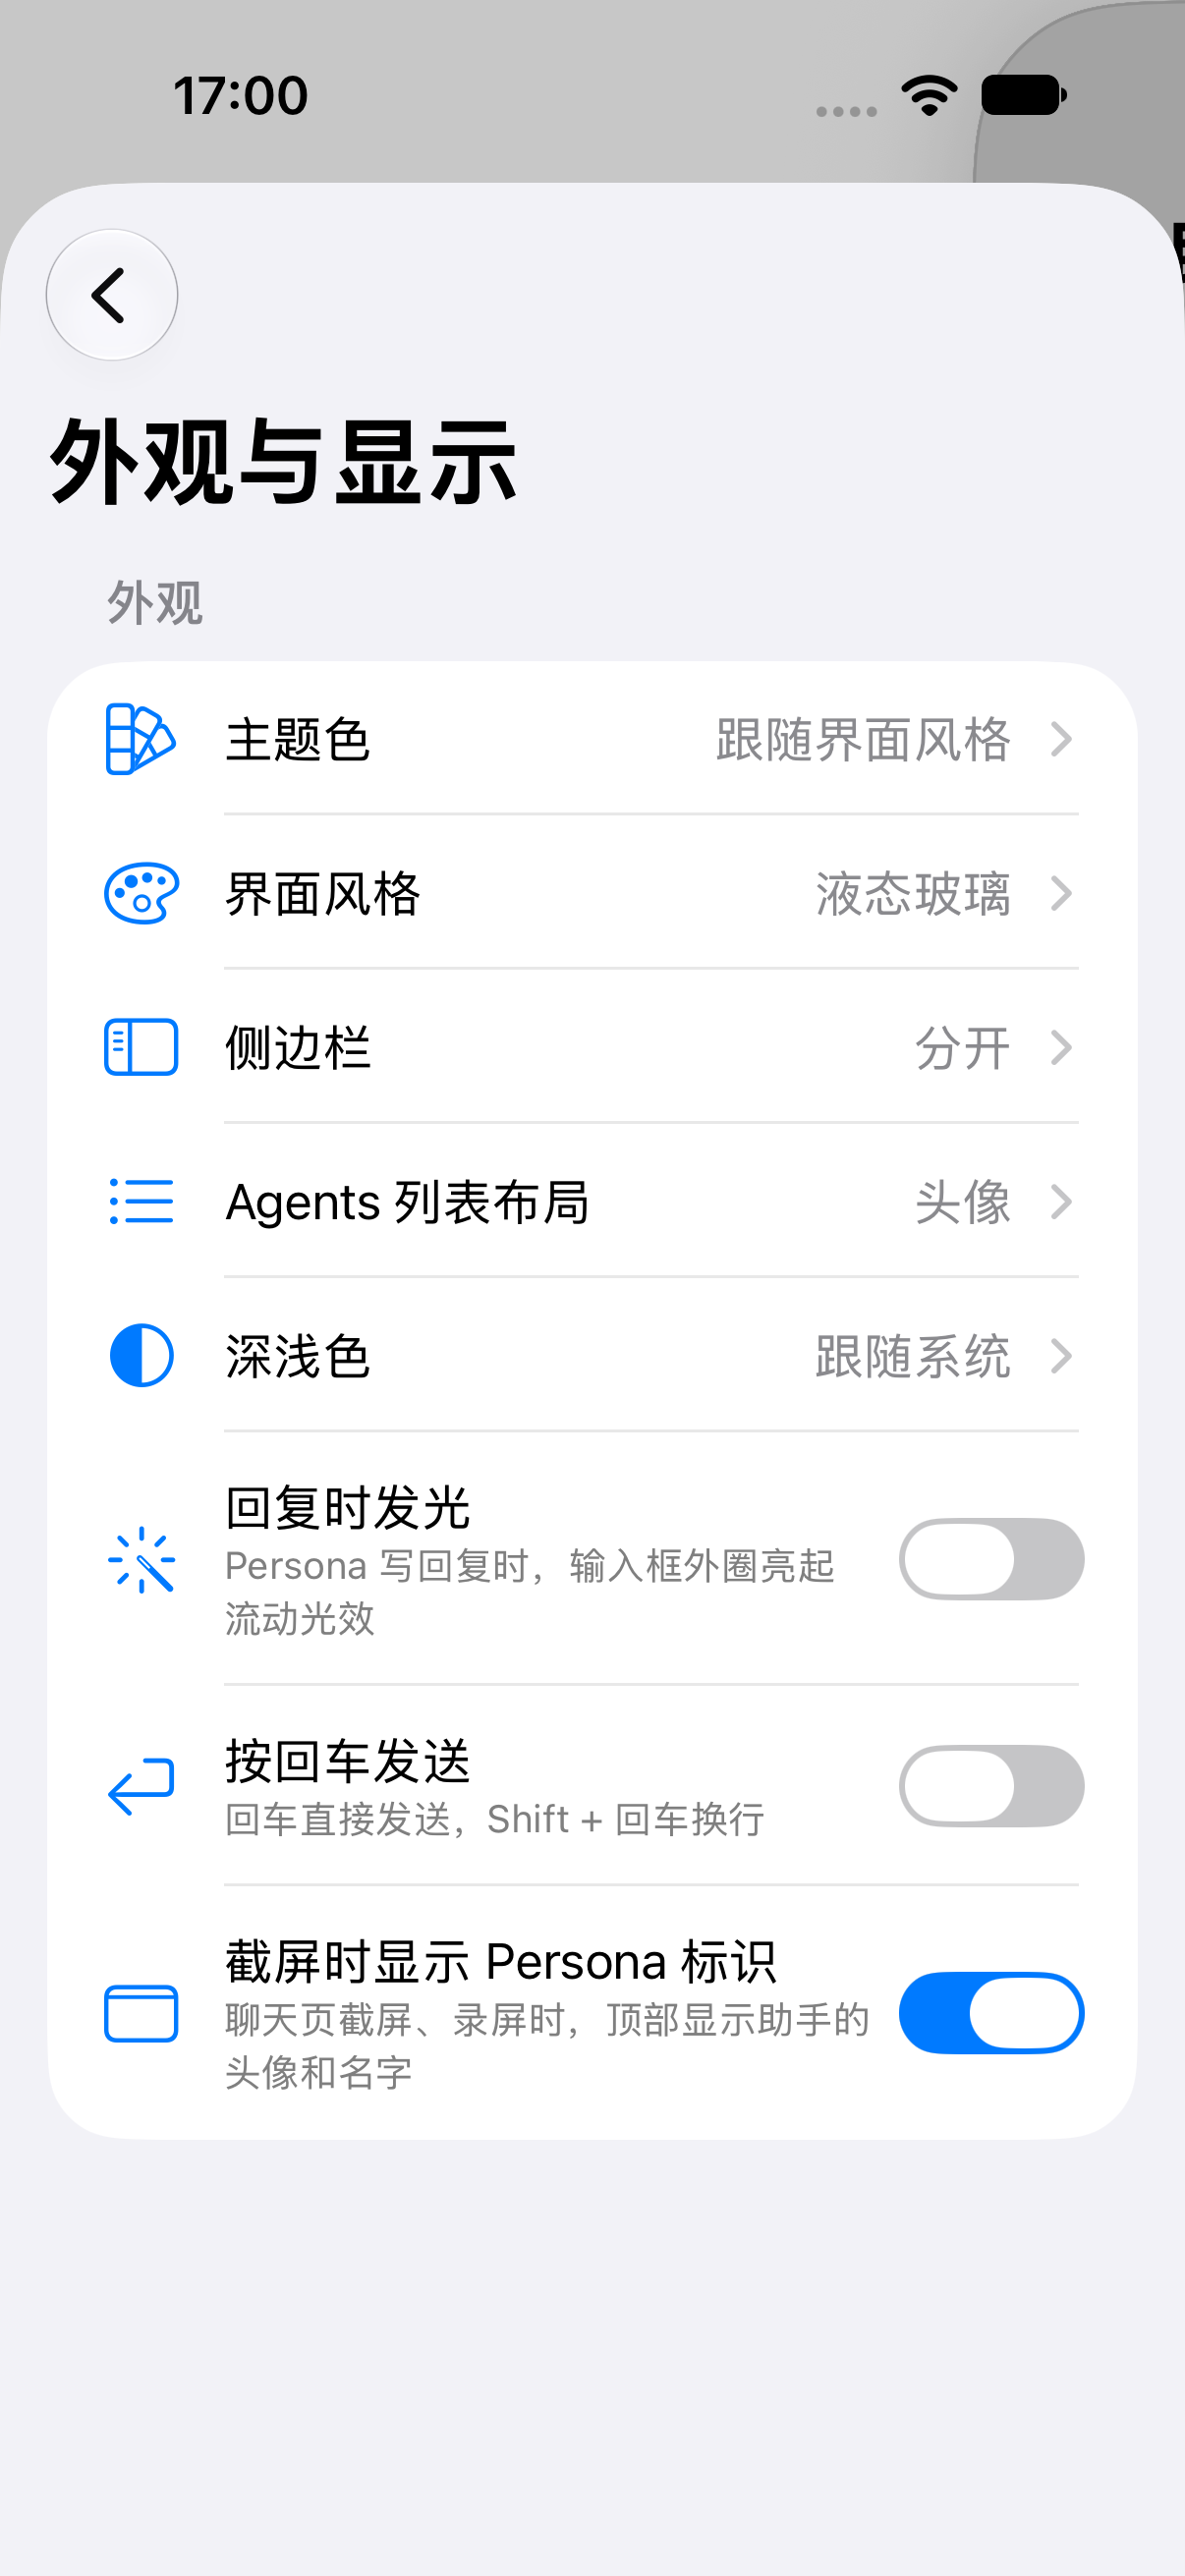 17:00
外观与显示
外观
主题色 跟随界面风格
界面风格 液态玻璃
侧边栏 分开
Agents 列表布局 头像
深浅色 跟随系统
回复时发光
Persona 写回复时，输入框外圈亮起
流动光效
按回车发送
回车直接发送，Shift + 回车换行
截屏时显示 Persona 标识
聊天页截屏、录屏时，顶部显示助手的
头像和名字